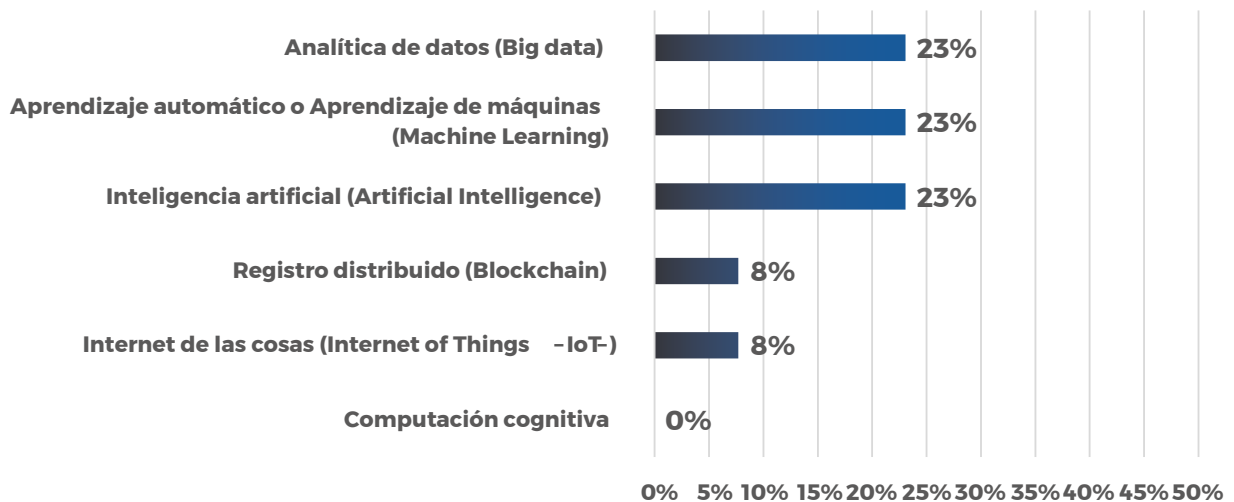 Analítica de datos (Big data) 23%
Aprendizaje automático o Aprendizaje de máquinas
(Machine Learning) 23%
Inteligencia artificial (Artificial Intelligence) 23%
Registro distribuido (Blockchain) 8%
Internet de las cosas (Internet of Things –IoT–) 8%
Computación cognitiva 0%
0% 5% 10% 15% 20% 25% 30% 35% 40% 45% 50%